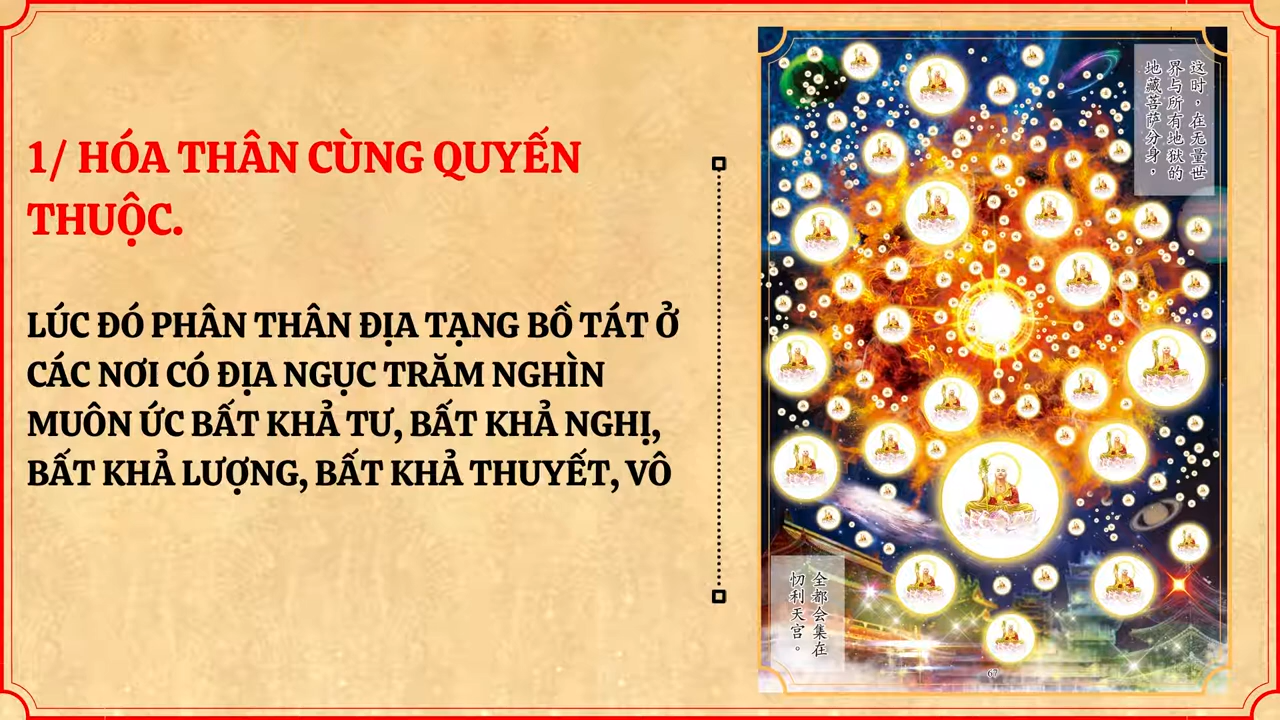 1/ HÓA THÂN CÙNG QUYẾN
THUỘC.
LÚC ĐÓ PHÂN THÂN ĐỊA TẠNG BỒ TÁT Ở
CÁC NƠI CÓ ĐỊA NGỤC TRĂM NGHÌN
MUÔN ỨC BẤT KHẢ TƯ, BẤT KHẢ NGHỊ,
BẤT KHẢ LƯỢNG, BẤT KHẢ THUYẾT, VÔ
这时，在无量世
界与所有地狱的
地藏菩萨分身，
全都会集在
忉利天宫。
67